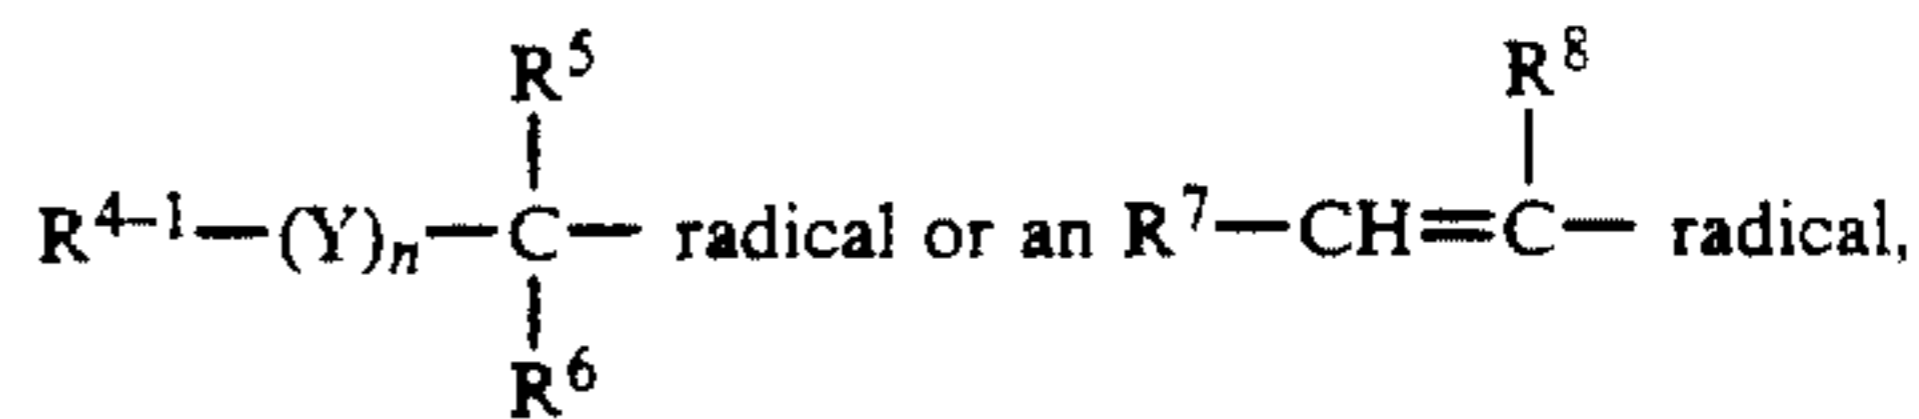 R⁵ R⁸
R⁴⁻¹—(Y)ₙ—C— radical or an R⁷—CH=C— radical,
R⁶